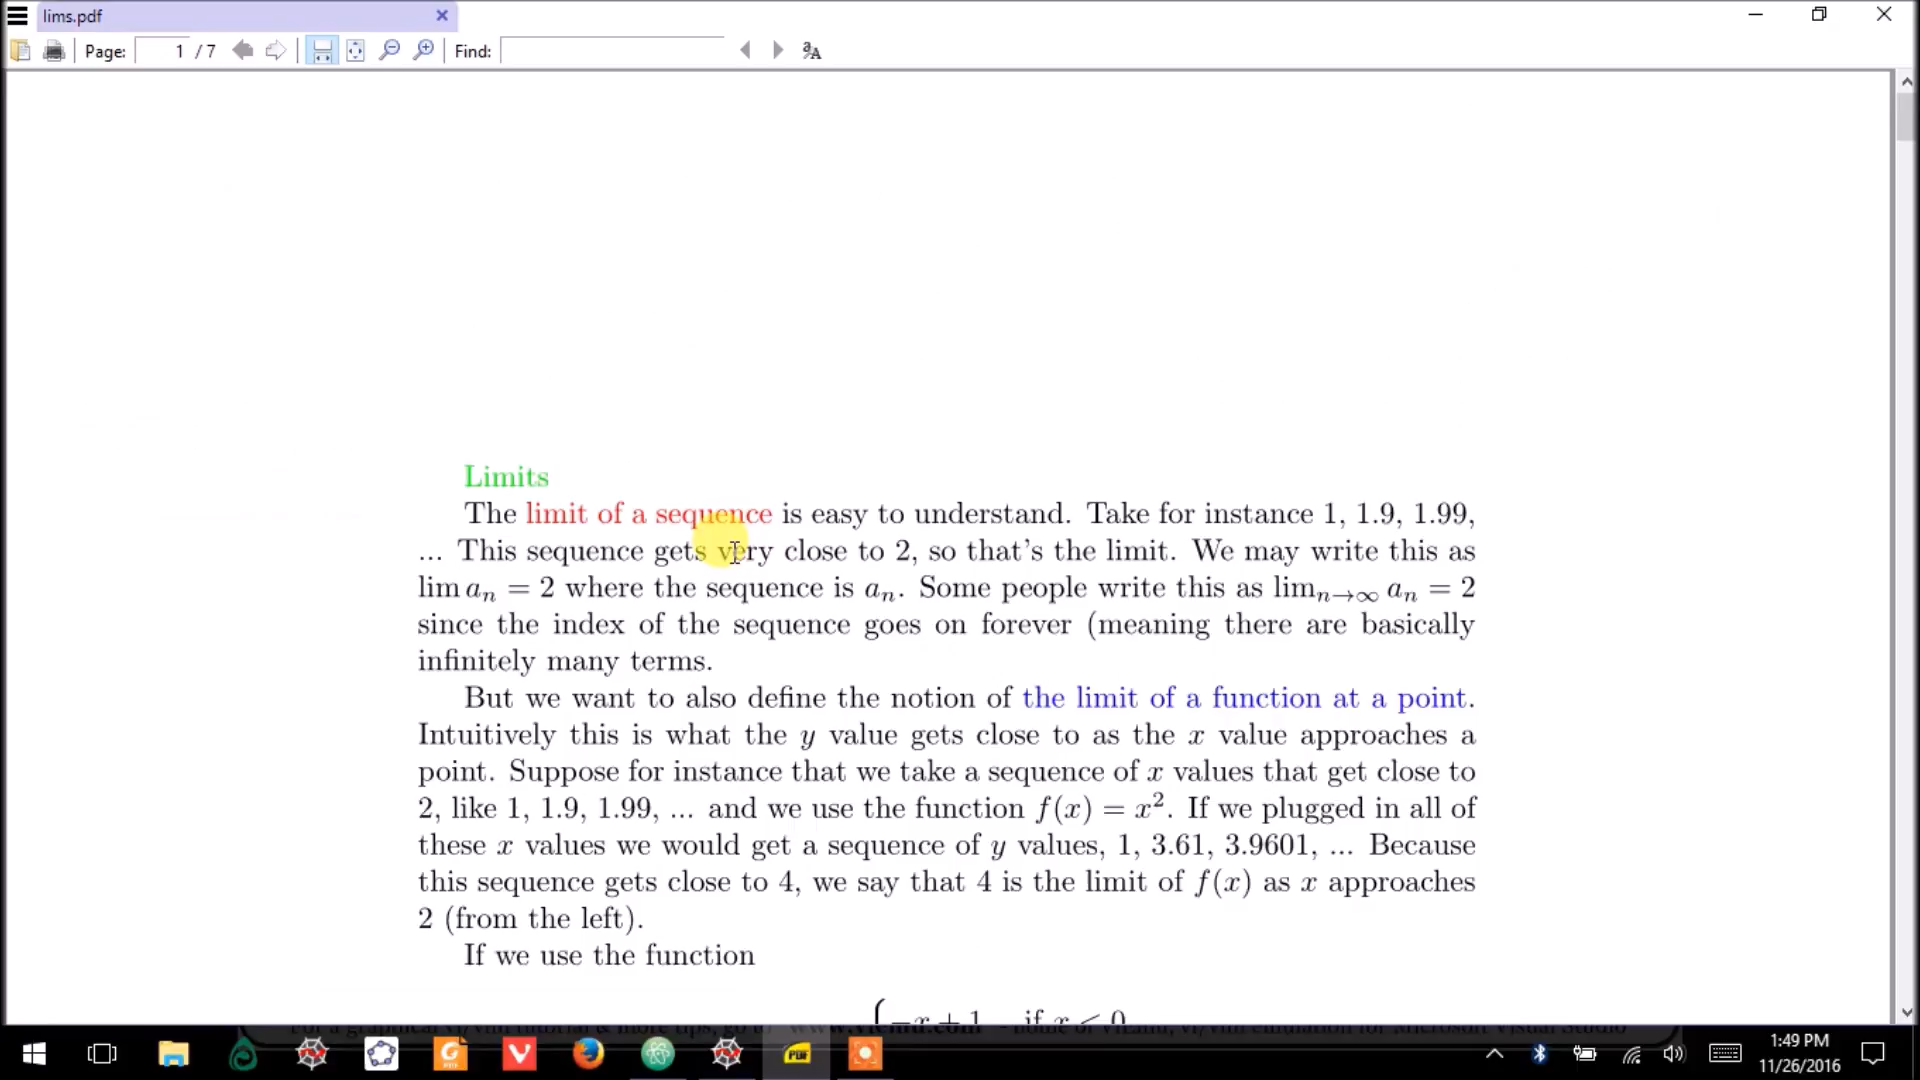 lims.pdf
Page: 1 / 7 Find:
Limits
The limit of a sequence is easy to understand. Take for instance 1, 1.9, 1.99,
... This sequence gets very close to 2, so that's the limit. We may write this as
lim aₙ = 2 where the sequence is aₙ. Some people write this as limₙ→∞ aₙ = 2
since the index of the sequence goes on forever (meaning there are basically
infinitely many terms.
But we want to also define the notion of the limit of a function at a point.
Intuitively this is what the y value gets close to as the x value approaches a
point. Suppose for instance that we take a sequence of x values that get close to
2, like 1, 1.9, 1.99, ... and we use the function f(x) = x². If we plugged in all of
these x values we would get a sequence of y values, 1, 3.61, 3.9601, ... Because
this sequence gets close to 4, we say that 4 is the limit of f(x) as x approaches
2 (from the left).
If we use the function
−x + 1 if x < 0
PDF
1:49 PM
11/26/2016